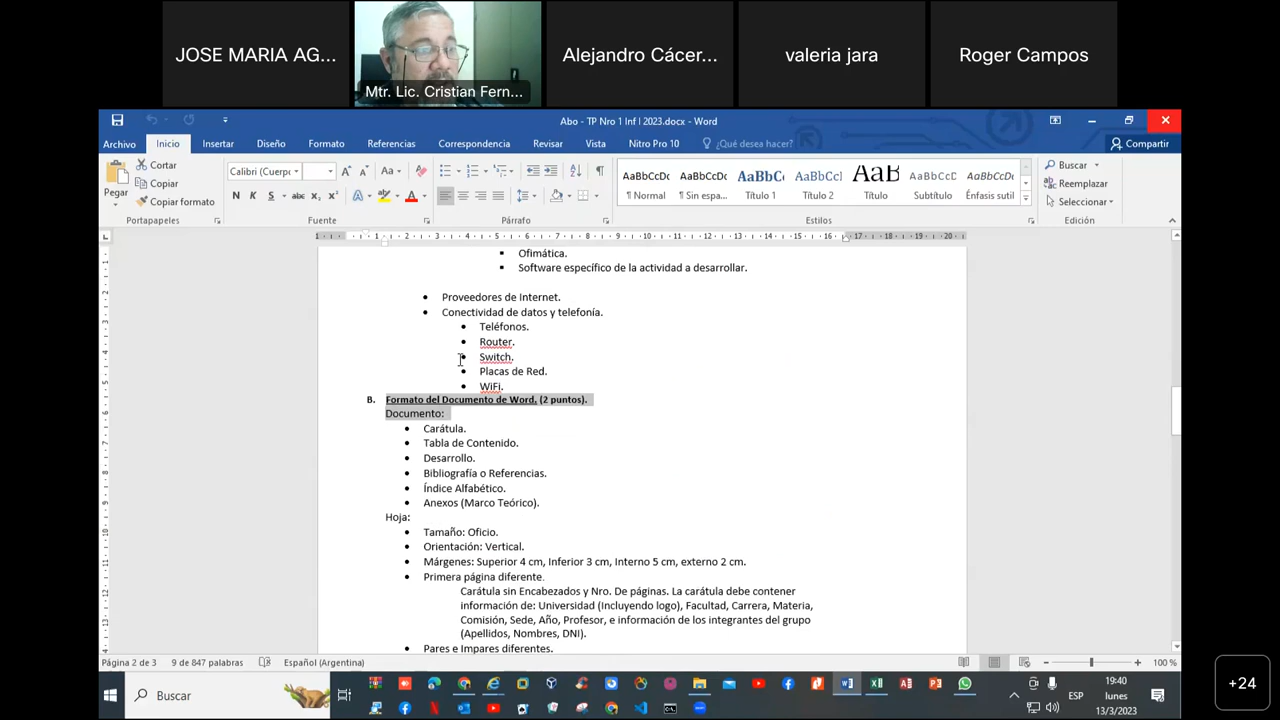 JOSE MARIA AG...
Mtr. Lic. Cristian Fern...
Alejandro Cácer...
valeria jara
Roger Campos
Abo - TP Nro 1 Inf I 2023.docx - Word
Archivo
Inicio
Insertar
Diseño
Formato
Referencias
Correspondencia
Revisar
Vista
Nitro Pro 10
¿Qué desea hacer?
Compartir
Pegar
Cortar
Copiar
Copiar formato
Portapapeles
Calibri (Cuerpo
Fuente
Párrafo
AaBbCcDc
¶ Normal
AaBbCcDc
¶ Sin espa...
AaBbCc
Título 1
AaBbCcl
Título 2
AaB
Título
AaBbCcD
Subtítulo
AaBbCcDc
Énfasis sutil
Estilos
Buscar
Reemplazar
Seleccionar
Edición
Ofimática.
Software específico de la actividad a desarrollar.
Proveedores de Internet.
Conectividad de datos y telefonía.
Teléfonos.
Router.
Switch.
Placas de Red.
WiFi.
B. Formato del Documento de Word. (2 puntos).
Documento:
Carátula.
Tabla de Contenido.
Desarrollo.
Bibliografía o Referencias.
Índice Alfabético.
Anexos (Marco Teórico).
Hoja:
Tamaño: Oficio.
Orientación: Vertical.
Márgenes: Superior 4 cm, Inferior 3 cm, Interno 5 cm, externo 2 cm.
Primera página diferente.
Carátula sin Encabezados y Nro. De páginas. La carátula debe contener
información de: Universidad (Incluyendo logo), Facultad, Carrera, Materia,
Comisión, Sede, Año, Profesor, e información de los integrantes del grupo
(Apellidos, Nombres, DNI).
Pares e Impares diferentes.
Página 2 de 3
9 de 847 palabras
Español (Argentina)
100 %
Buscar
ESP
19:40
lunes
13/3/2023
+24